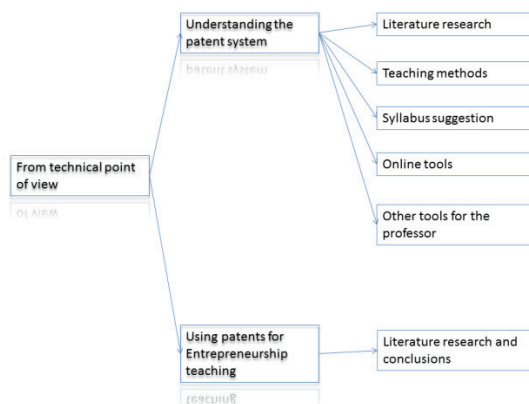 Understanding the
patent system
Literature research
Teaching methods
Syllabus suggestion
Online tools
Other tools for the
professor
From technical point
of view
Using patents for
Entrepreneurship
teaching
Literature research and
conclusions